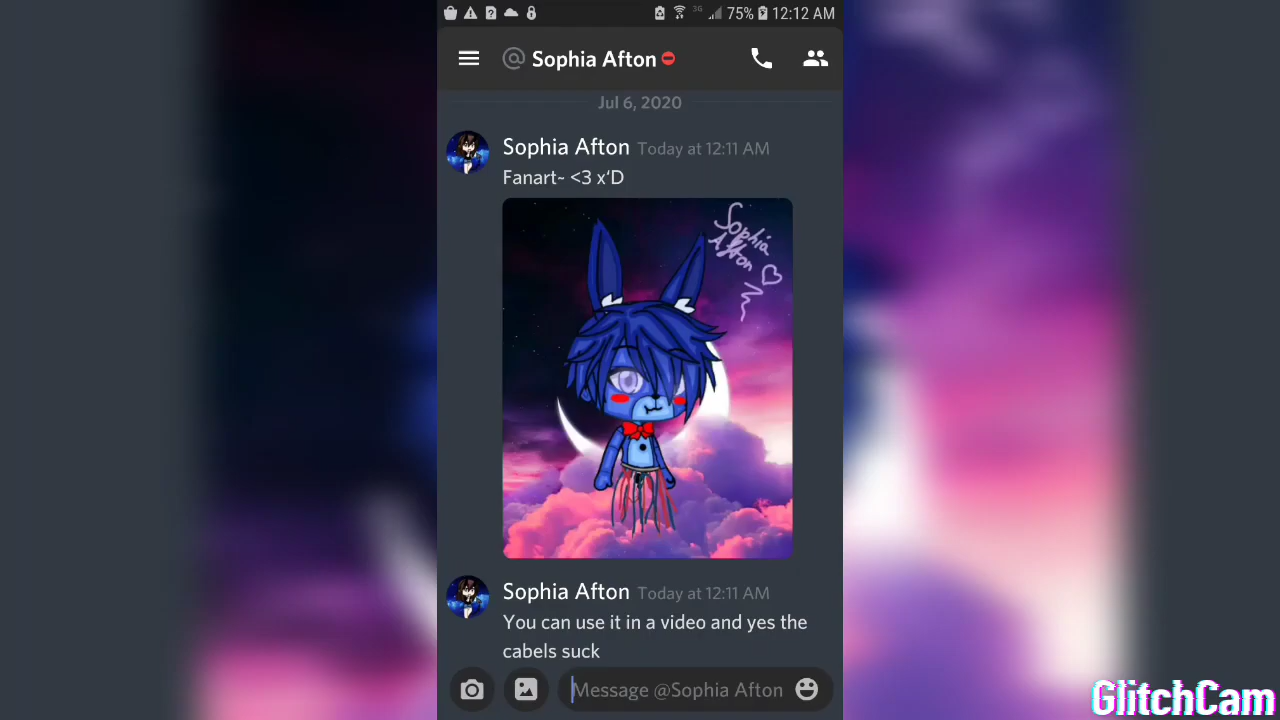 3G 75% 12:12 AM
@ Sophia Afton
Jul 6, 2020
Sophia Afton Today at 12:11 AM
Fanart~ <3 x'D
Sophia
Afton
Sophia Afton Today at 12:11 AM
You can use it in a video and yes the
cabels suck
Message @Sophia Afton
GlitchCam